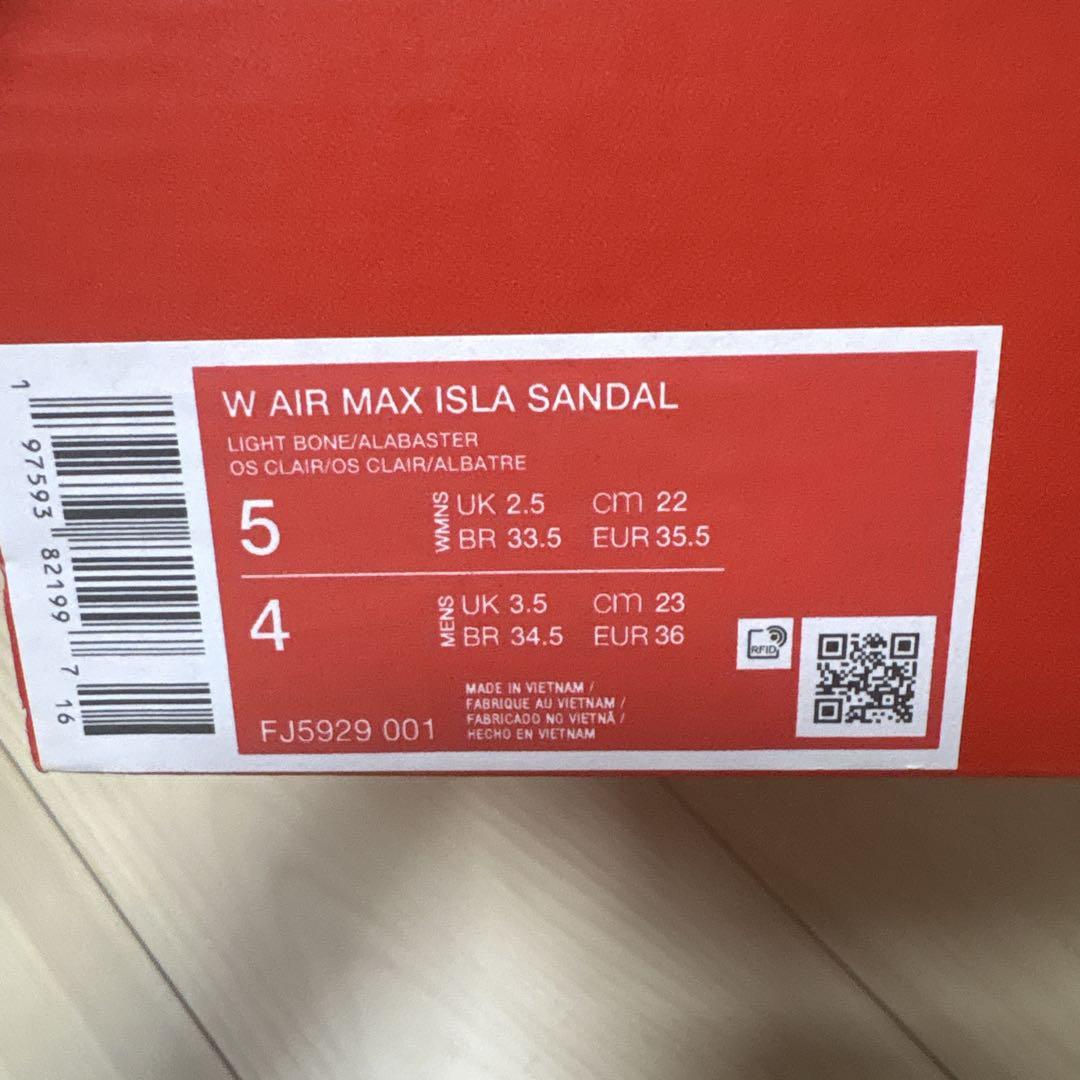 W AIR MAX ISLA SANDAL
LIGHT BONE/ALABASTER
OS CLAIR/OS CLAIR/ALBATRE
5 WMNS UK 2.5 cm 22
BR 33.5 EUR 35.5
4 MENS UK 3.5 cm 23
BR 34.5 EUR 36
RFID
MADE IN VIETNAM /
FABRIQUE AU VIETNAM /
FABRICADO NO VIETNÃ /
HECHO EN VIETNAM
FJ5929 001
1 97593 82199 7 16